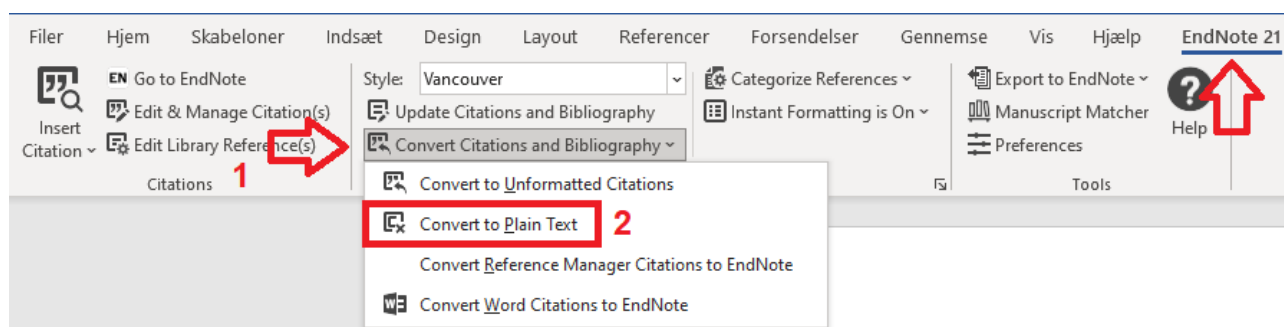 Filer Hjem Skabeloner Indsæt Design Layout Referencer Forsendelser Gennemse Vis Hjælp EndNote 21
Insert Citation
EN Go to EndNote
Edit & Manage Citation(s)
Edit Library Reference(s)
Citations
1
Style: Vancouver
Update Citations and Bibliography
Convert Citations and Bibliography
Convert to Unformatted Citations
Convert to Plain Text
2
Convert Reference Manager Citations to EndNote
Convert Word Citations to EndNote
Categorize References
Instant Formatting is On
Export to EndNote
Manuscript Matcher
Preferences
Help
Tools